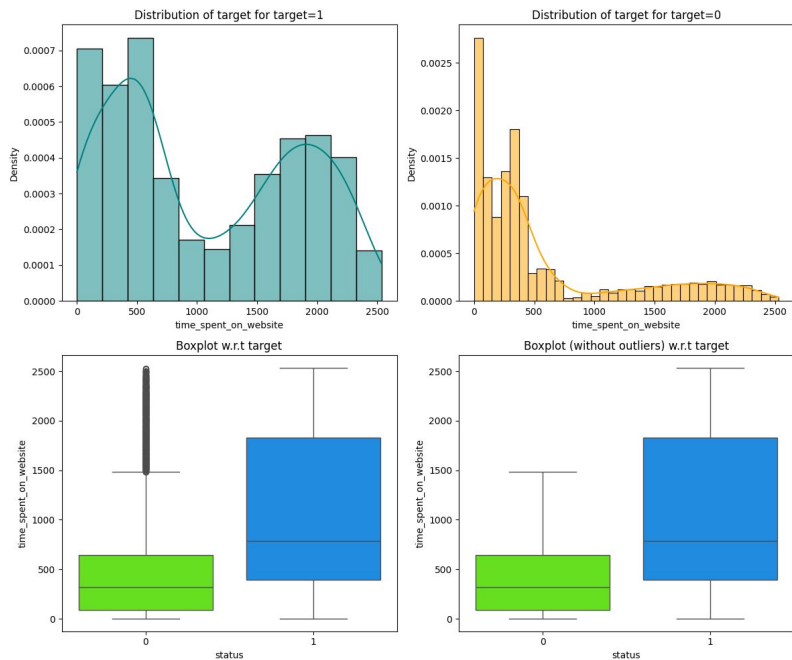 Distribution of target for target=1
0.0007
0.0006
0.0005
0.0004
0.0003
0.0002
0.0001
0.0000
Density
0 500 1000 1500 2000 2500
time_spent_on_website
Distribution of target for target=0
0.0025
0.0020
0.0015
0.0010
0.0005
0.0000
Density
0 500 1000 1500 2000 2500
time_spent_on_website
Boxplot w.r.t target
2500
2000
1500
1000
500
0
time_spent_on_website
0 1
status
Boxplot (without outliers) w.r.t target
2500
2000
1500
1000
500
0
time_spent_on_website
0 1
status